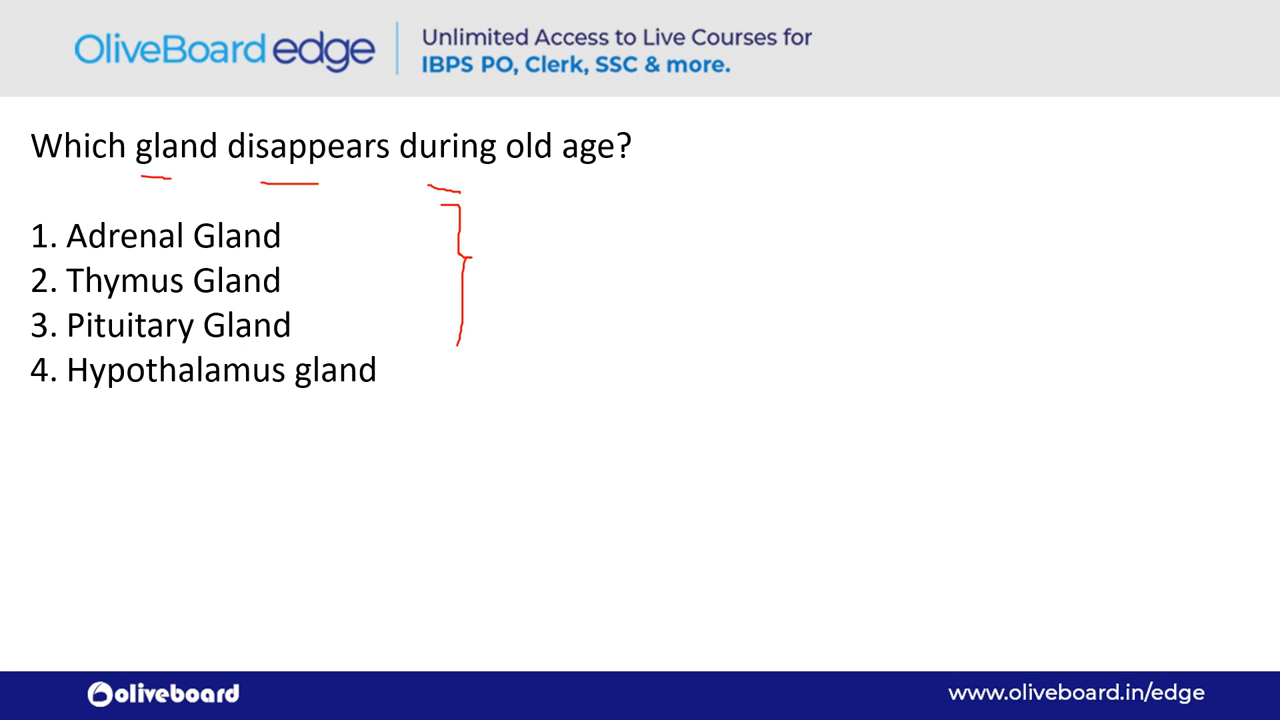 OliveBoard edge
Unlimited Access to Live Courses for
IBPS PO, Clerk, SSC & more.
Which gland disappears during old age?
1. Adrenal Gland
2. Thymus Gland
3. Pituitary Gland
4. Hypothalamus gland
oliveboard
www.oliveboard.in/edge